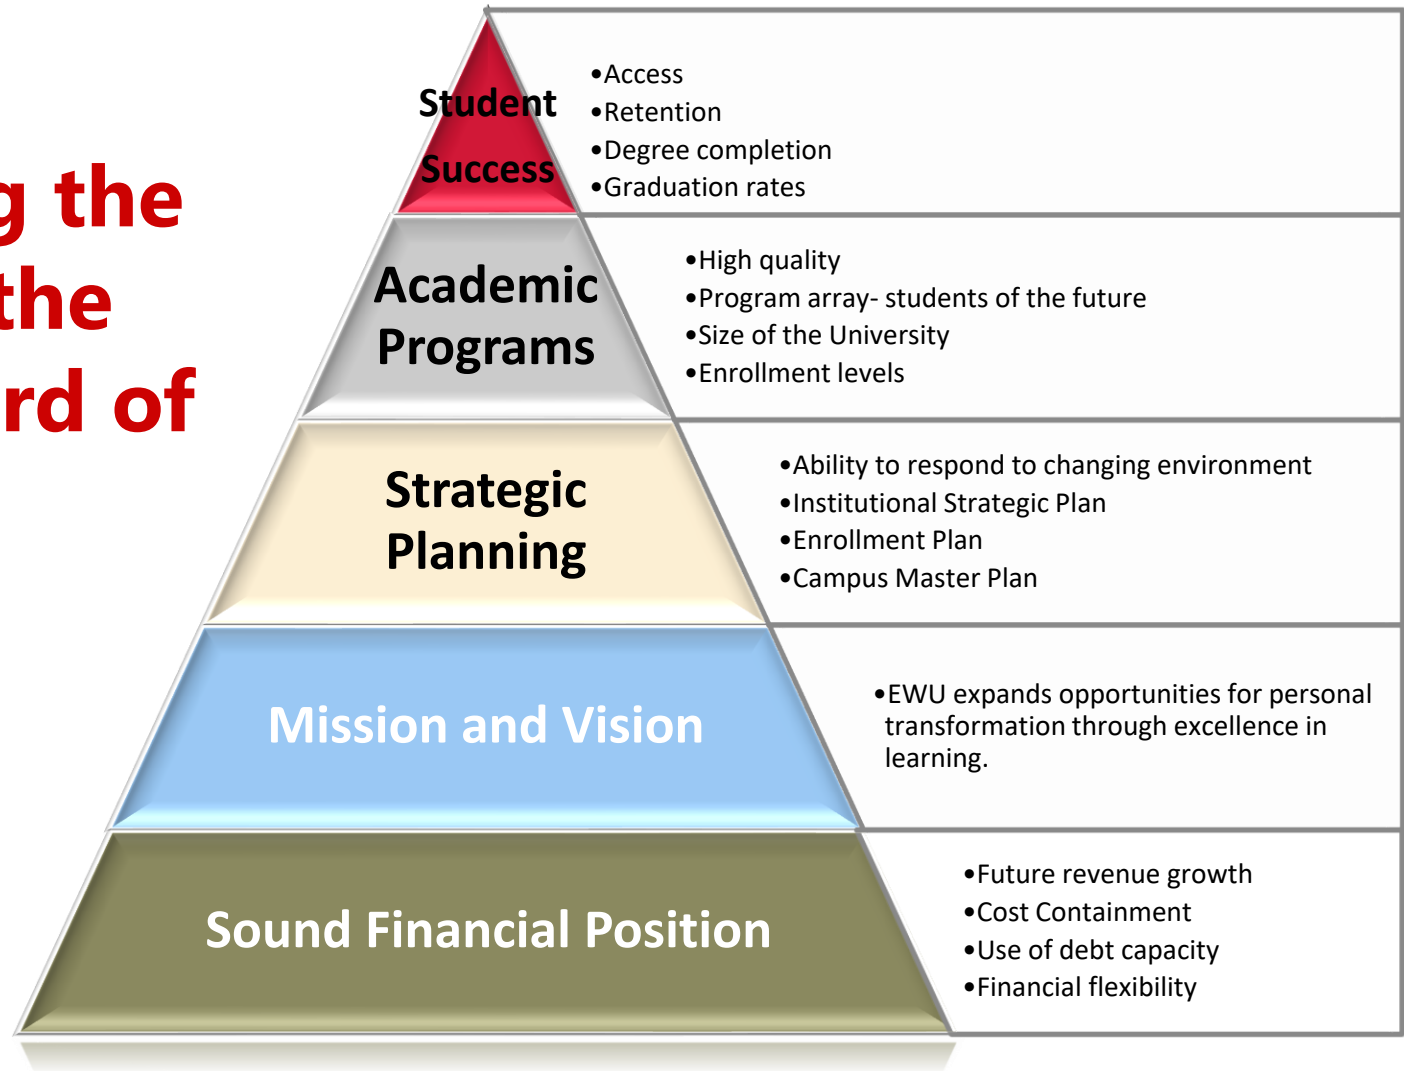 g the
the
rd of
Student
Success
•Access
•Retention
•Degree completion
•Graduation rates
Academic
Programs
•High quality
•Program array- students of the future
•Size of the University
•Enrollment levels
Strategic
Planning
•Ability to respond to changing environment
•Institutional Strategic Plan
•Enrollment Plan
•Campus Master Plan
Mission and Vision
•EWU expands opportunities for personal
transformation through excellence in
learning.
Sound Financial Position
•Future revenue growth
•Cost Containment
•Use of debt capacity
•Financial flexibility